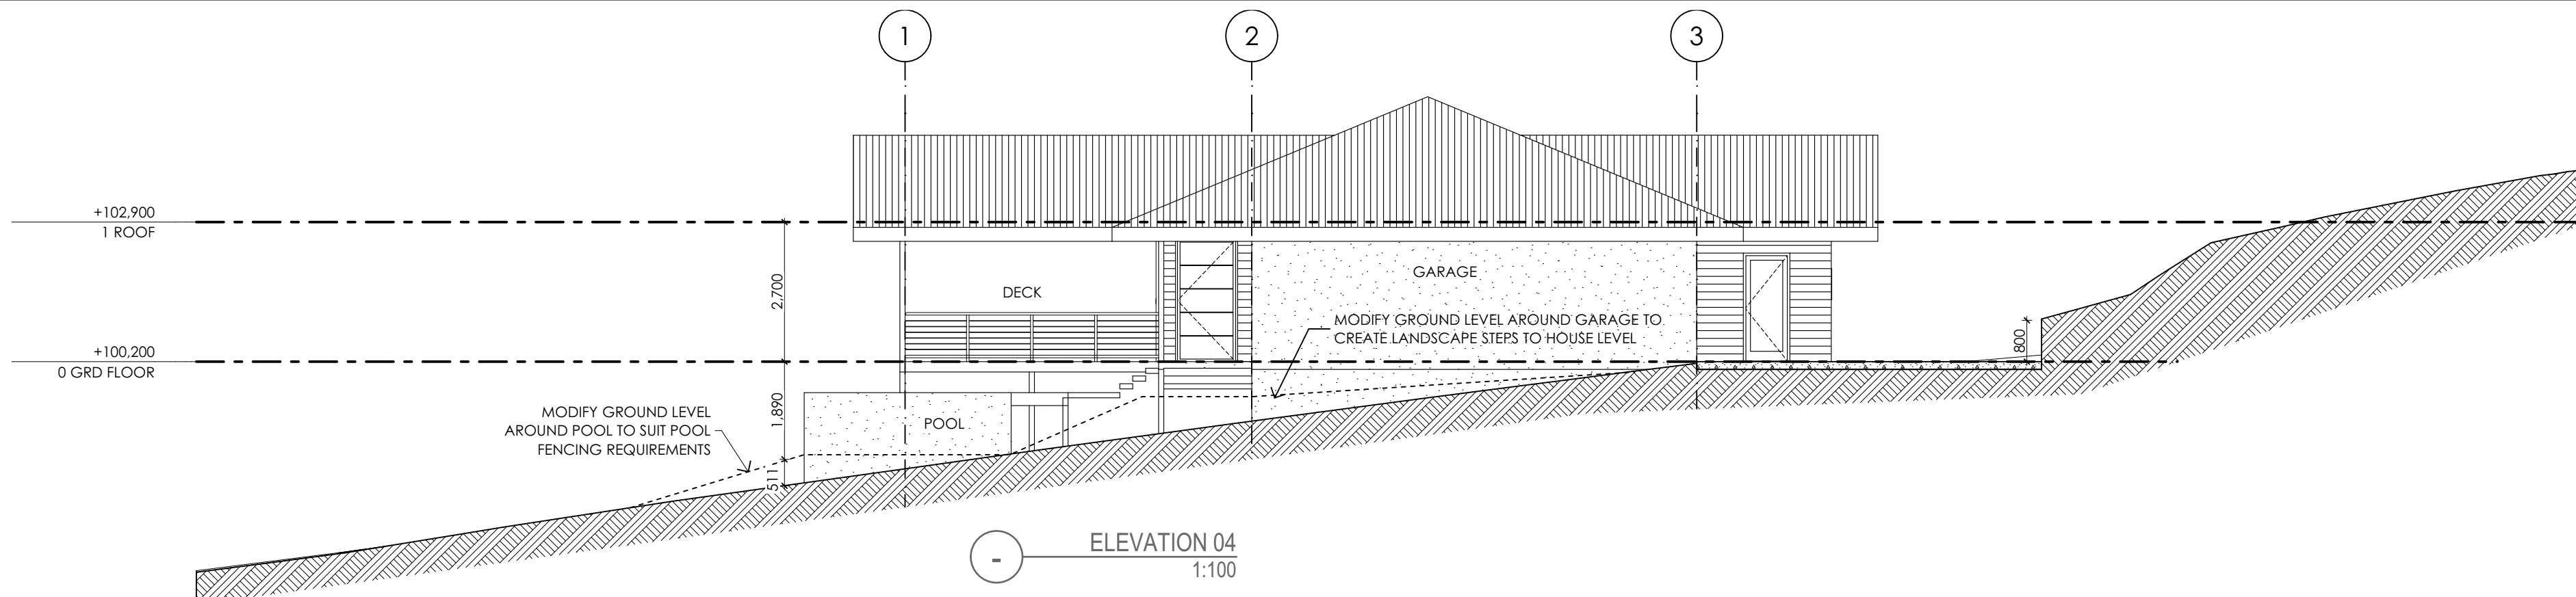 1
2
3
+102,900
1 ROOF
2,700
DECK
GARAGE
MODIFY GROUND LEVEL AROUND GARAGE TO
CREATE LANDSCAPE STEPS TO HOUSE LEVEL
800
+100,200
0 GRD FLOOR
1,890
MODIFY GROUND LEVEL
AROUND POOL TO SUIT POOL
FENCING REQUIREMENTS
POOL
511
-
ELEVATION 04
1:100